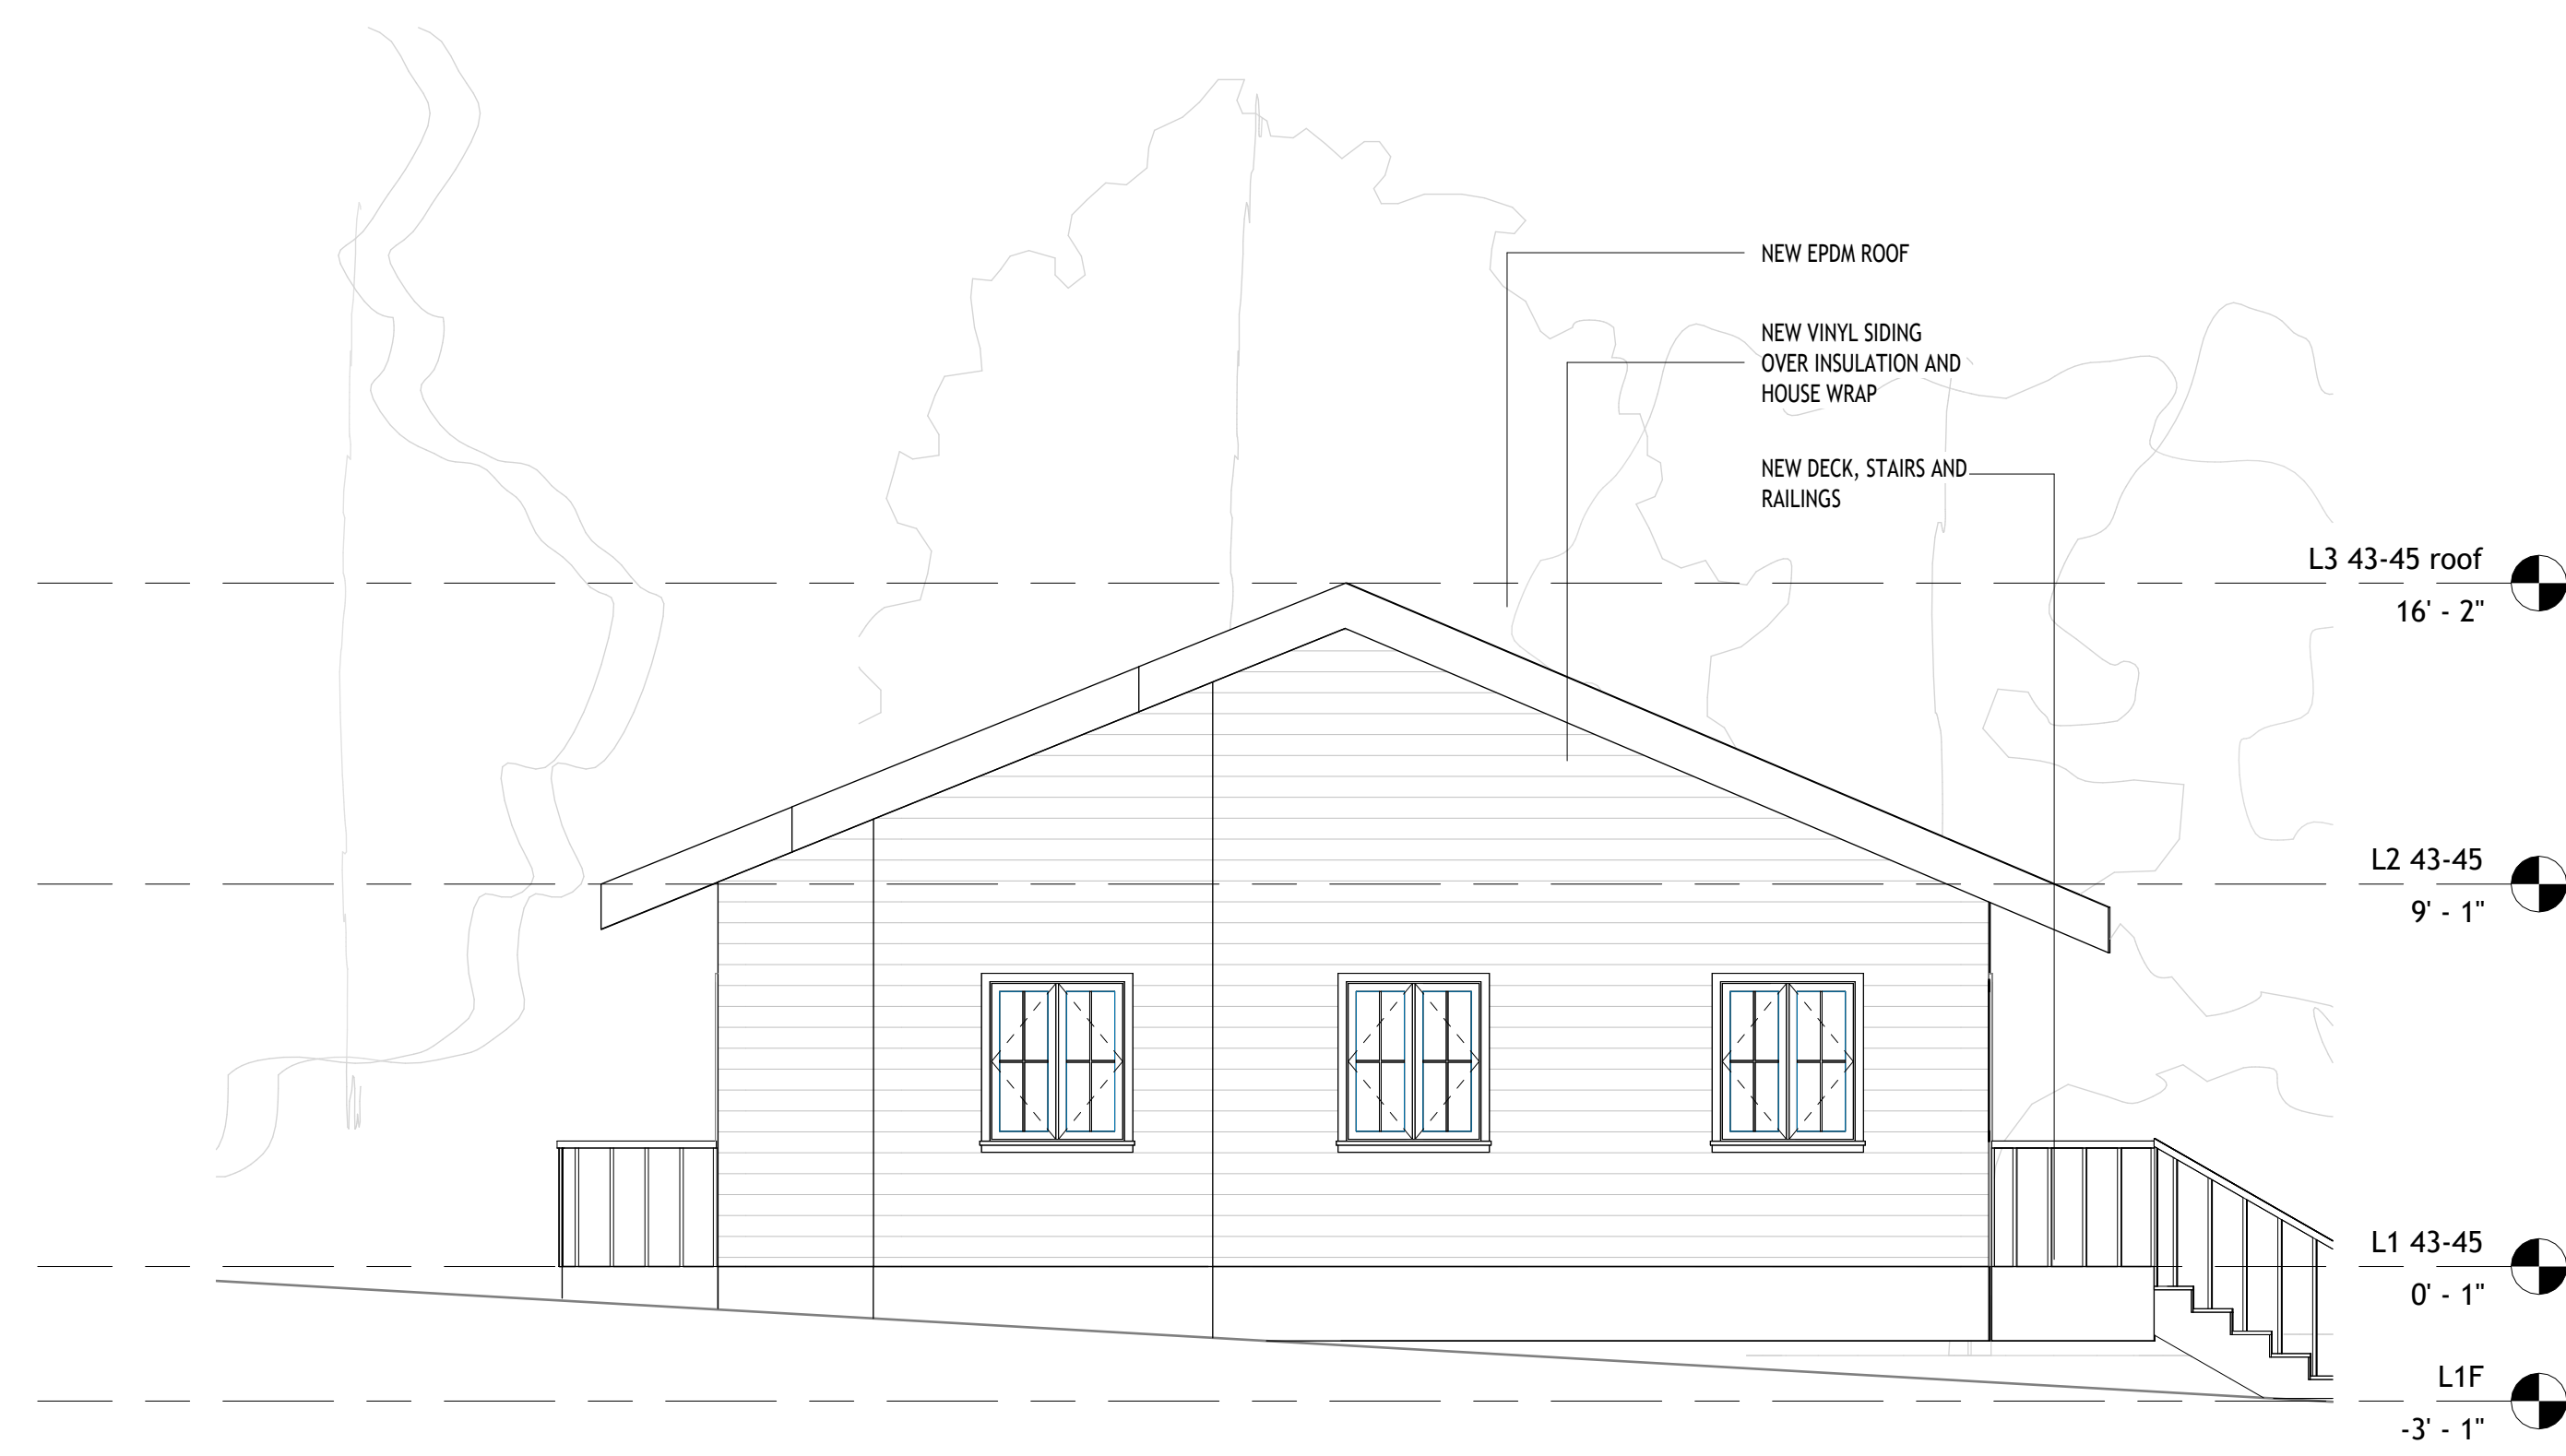 NEW EPDM ROOF
NEW VINYL SIDING
OVER INSULATION AND
HOUSE WRAP
NEW DECK, STAIRS AND
RAILINGS
L3 43-45 roof
16' - 2"
L2 43-45
9' - 1"
L1 43-45
0' - 1"
L1F
-3' - 1"